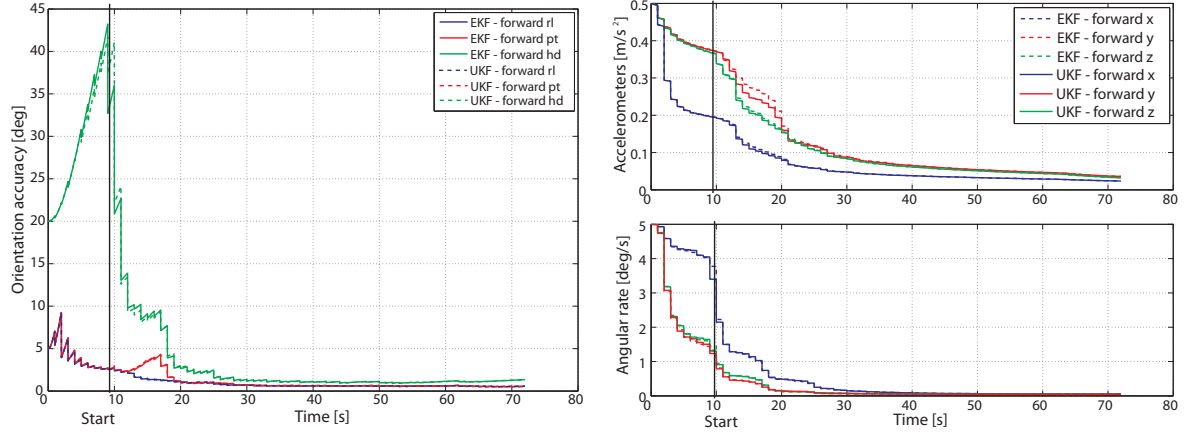 45
40
35
30
25
20
15
10
5
0
Orientation accuracy [deg]
EKF - forward rl
EKF - forward pt
EKF - forward hd
UKF - forward rl
UKF - forward pt
UKF - forward hd
0 10 20 30 40 50 60 70 80
Start
Time [s]
0.5
0.4
0.3
0.2
0.1
0
Accelerometers [m/s²]
EKF - forward x
EKF - forward y
EKF - forward z
UKF - forward x
UKF - forward y
UKF - forward z
0 10 20 30 40 50 60 70 80
5
4
3
2
1
0
Angular rate [deg/s]
0 10 20 30 40 50 60 70 80
Start
Time [s]